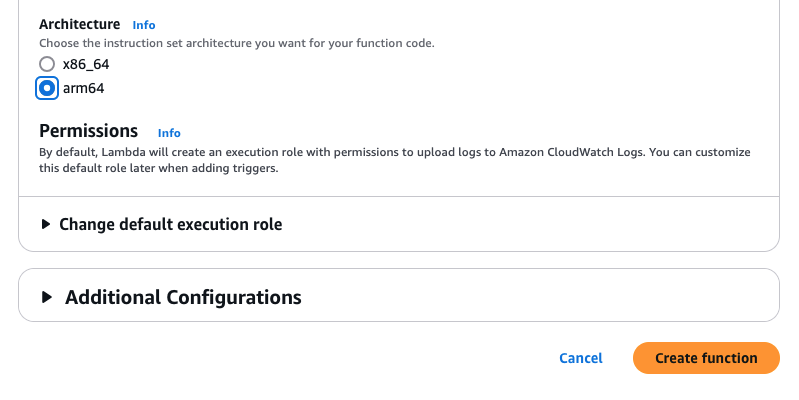 Architecture Info
Choose the instruction set architecture you want for your function code.
x86_64
arm64
Permissions Info
By default, Lambda will create an execution role with permissions to upload logs to Amazon CloudWatch Logs. You can customize
this default role later when adding triggers.
Change default execution role
Additional Configurations
Cancel Create function